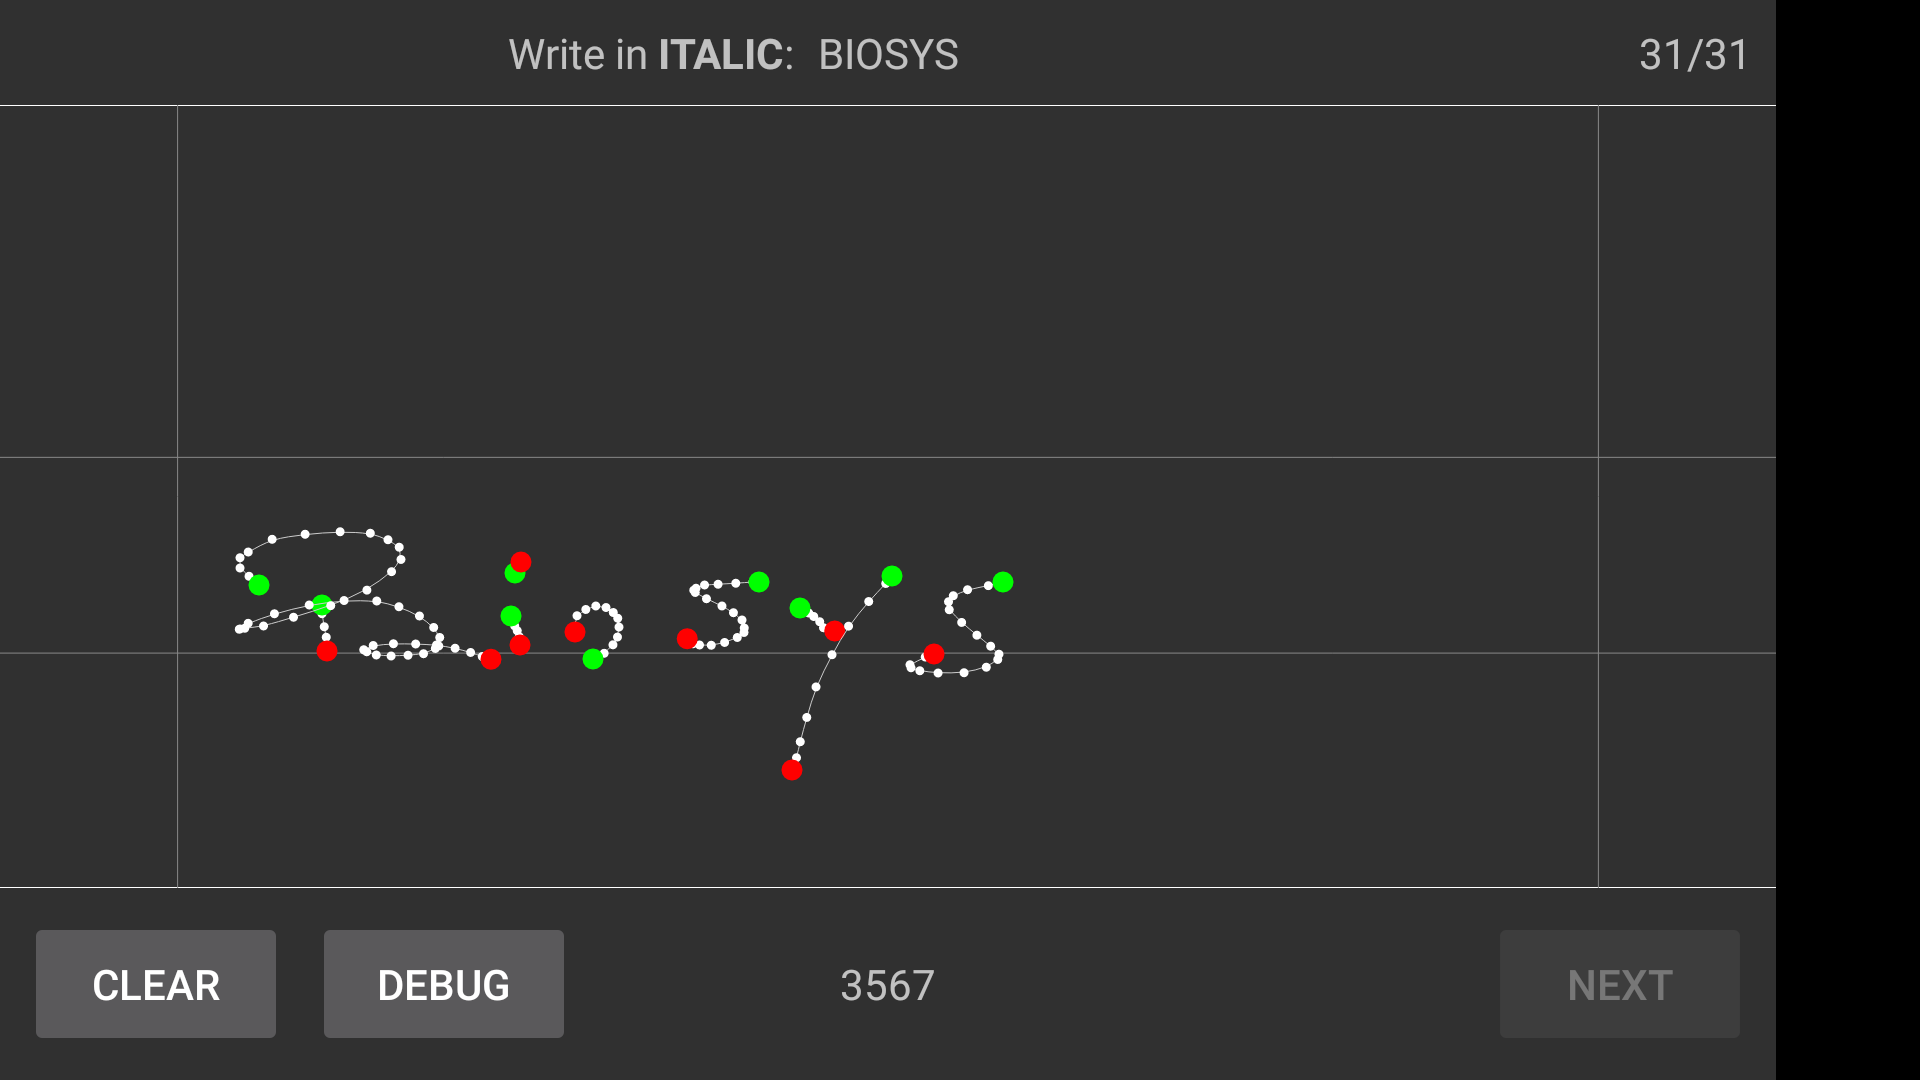 Write in ITALIC: BIOSYS
31/31
Biosys
CLEAR
DEBUG
3567
NEXT